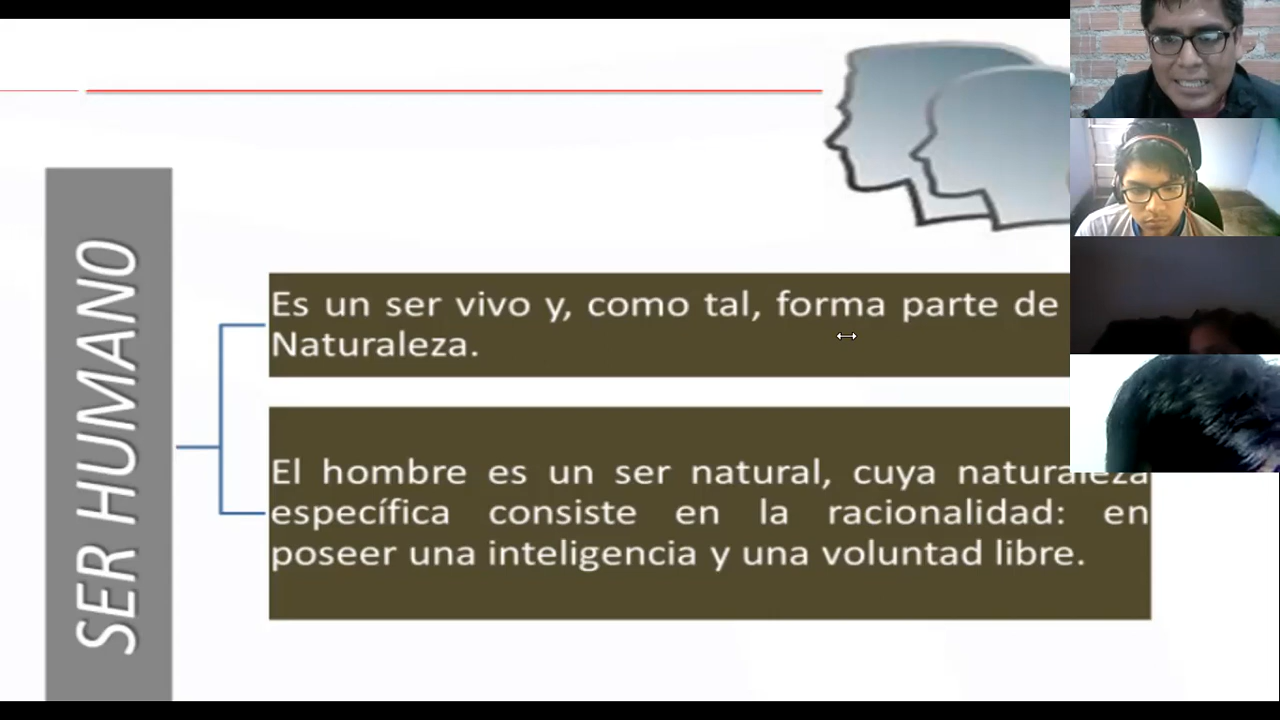 SER HUMANO
Es un ser vivo y, como tal, forma parte de
Naturaleza.
El hombre es un ser natural, cuya naturaleza
específica consiste en la racionalidad: en
poseer una inteligencia y una voluntad libre.